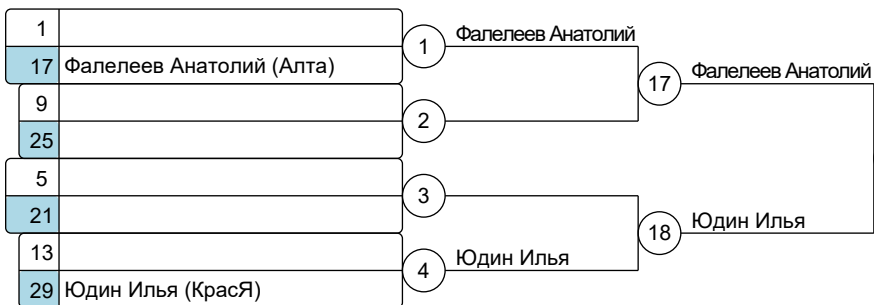 1
17 Фалелеев Анатолий (Алта)
9
25
5
21
13
29 Юдин Илья (КрасЯ)
1
2
3
4
Фалелеев Анатолий
Юдин Илья
17
18
Фалелеев Анатолий
Юдин Илья